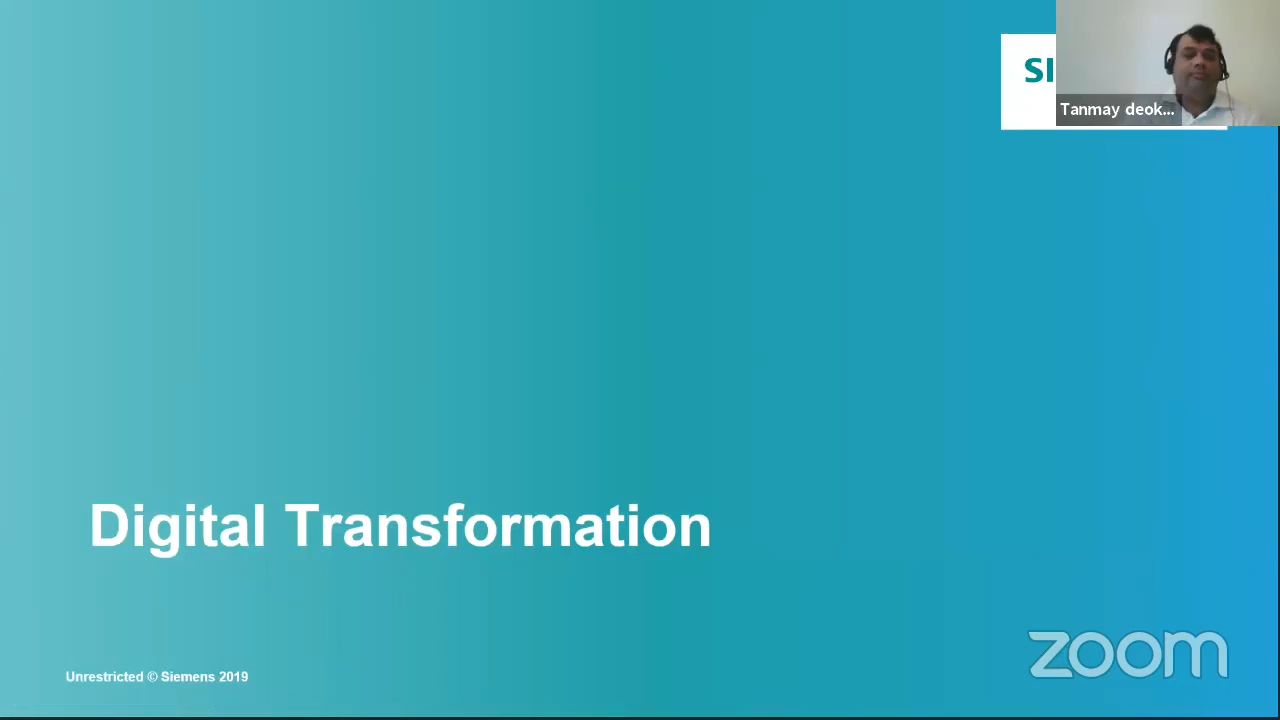 SI
Tanmay deok...
Digital Transformation
Unrestricted © Siemens 2019
zoom